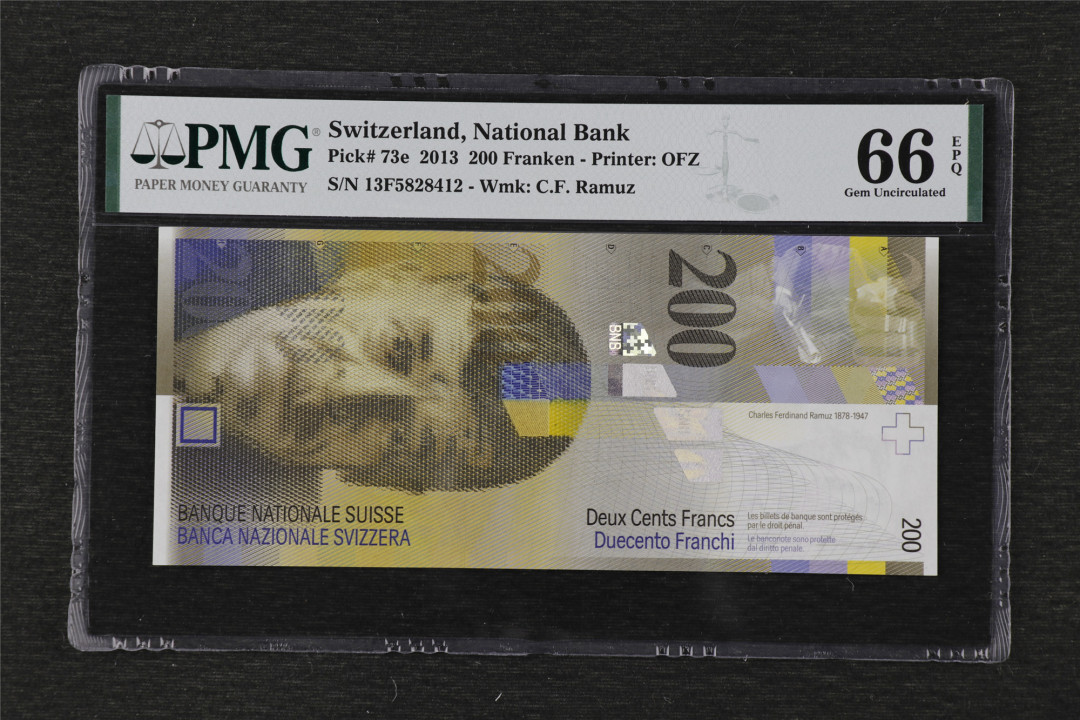 PMG®
PAPER MONEY GUARANTY
Switzerland, National Bank
Pick# 73e 2013 200 Franken - Printer: OFZ
S/N 13F5828412 - Wmk: C.F. Ramuz
66 EPQ
Gem Uncirculated
G F E D C B A
200
200
BNB
Charles Ferdinand Ramuz 1878-1947
BANQUE NATIONALE SUISSE
BANCA NAZIONALE SVIZZERA
Deux Cents Francs
Duecento Franchi
Les billets de banque sont protégés
par le droit pénal.
Le banconote sono protette
dal diritto penale.
200